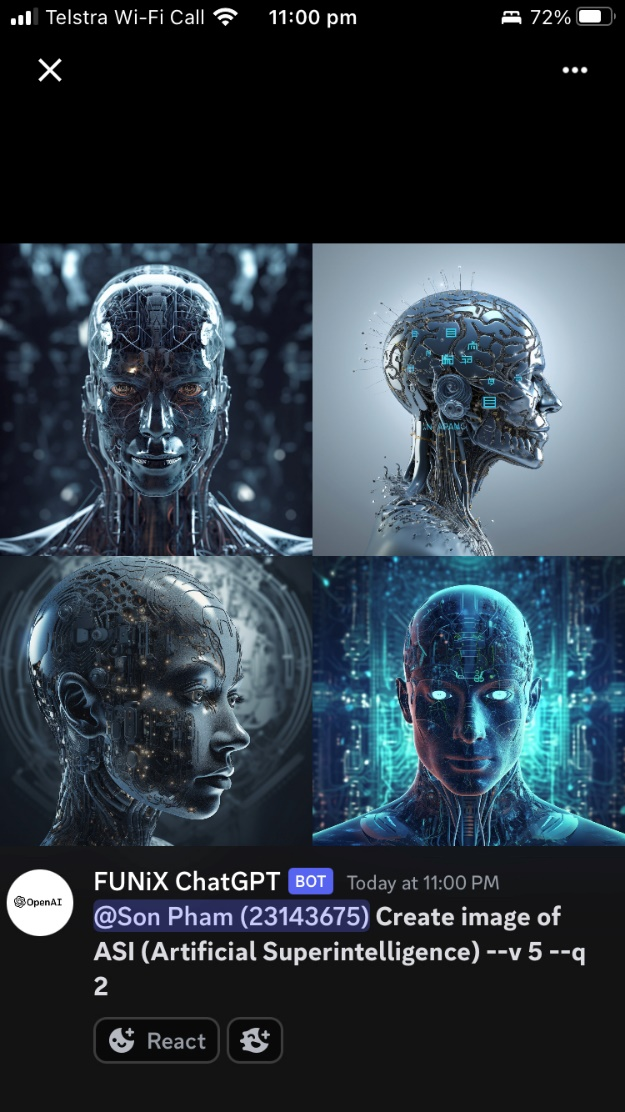 Telstra Wi-Fi Call 11:00 pm 72%
FUNiX ChatGPT BOT Today at 11:00 PM
OpenAI
@Son Pham (23143675) Create image of
ASI (Artificial Superintelligence) --v 5 --q
2
React